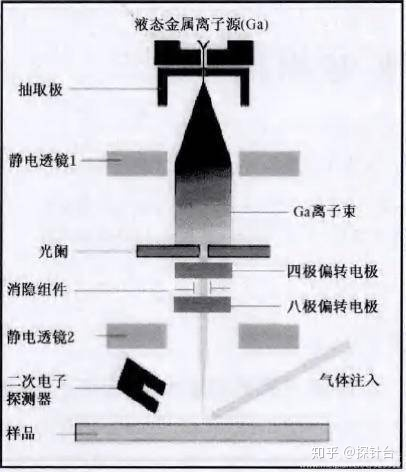 液态金属离子源(Ga)
抽取极
静电透镜1
Ga离子束
光阑
四极偏转电极
消隐组件
八极偏转电极
静电透镜2
二次电子
探测器
气体注入
样品
知乎 @探针台